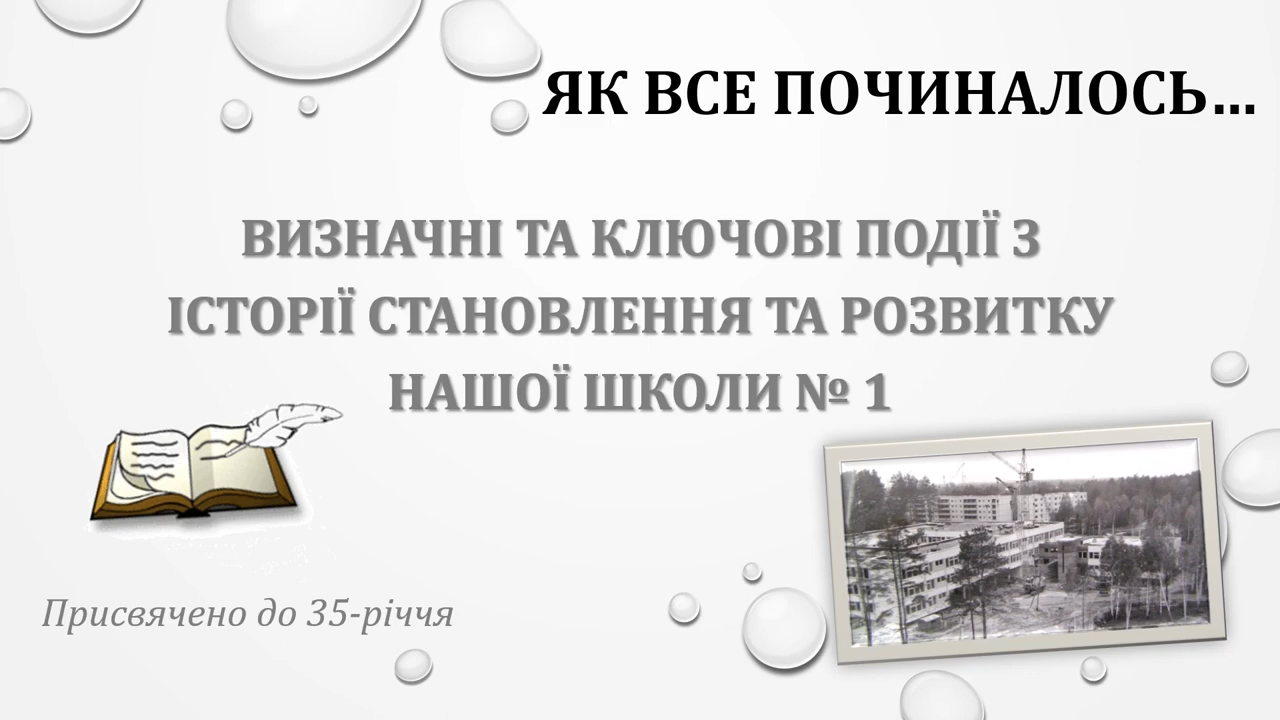 ЯК ВСЕ ПОЧИНАЛОСЬ…
ВИЗНАЧНІ ТА КЛЮЧОВІ ПОДІЇ З
ІСТОРІЇ СТАНОВЛЕННЯ ТА РОЗВИТКУ
НАШОЇ ШКОЛИ № 1
Присвячено до 35-річчя